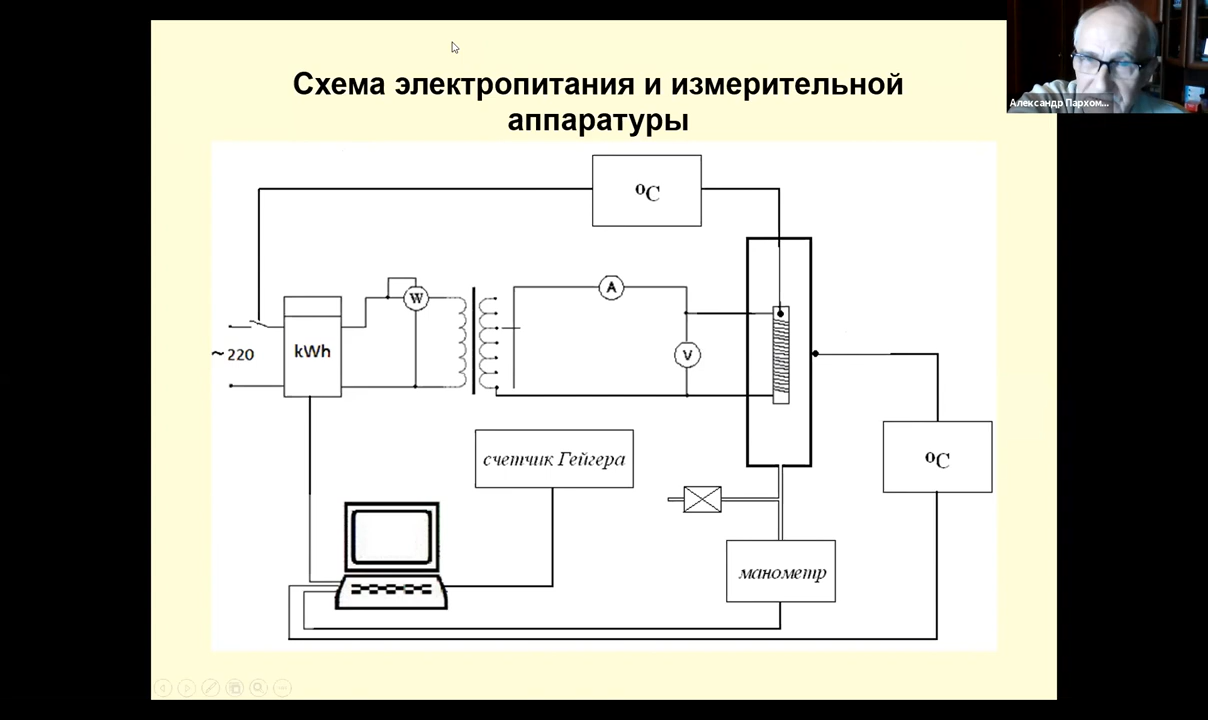 Схема электропитания и измерительной
аппаратуры
Александр Пархом...
°C
W
A
kWh
~ 220
V
счетчик Гейгера
°C
манометр